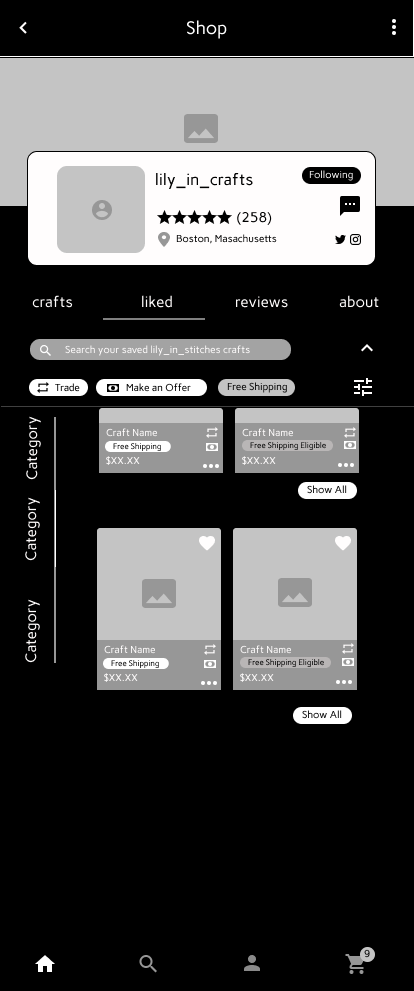 Shop
lily_in_crafts
Following
(258)
Boston, Masachusetts
crafts
liked
reviews
about
Search your saved lily_in_stitches crafts
Trade
Make an Offer
Free Shipping
Category
Category
Category
Craft Name
Free Shipping
$XX.XX
Craft Name
Free Shipping Eligible
$XX.XX
Show All
Craft Name
Free Shipping
$XX.XX
Craft Name
Free Shipping Eligible
$XX.XX
Show All
9